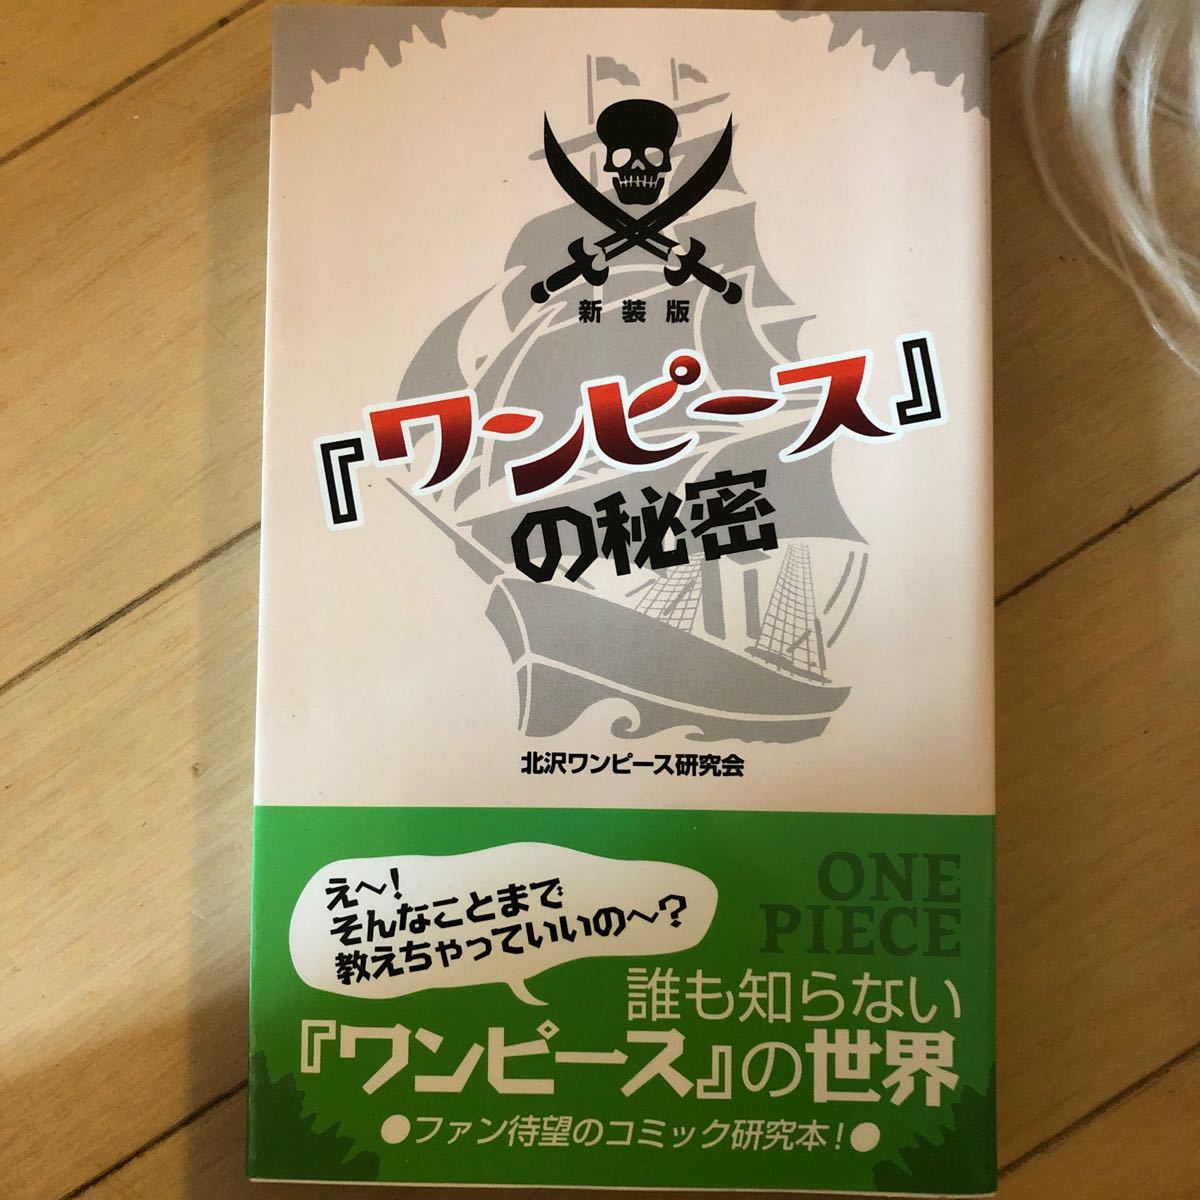 新装版
『ワンピース』
の秘密
北沢ワンピース研究会
え〜!
そんなことまで
教えちゃっていいの〜?
ONE
PIECE
誰も知らない
『ワンピース』の世界
●ファン待望のコミック研究本!●